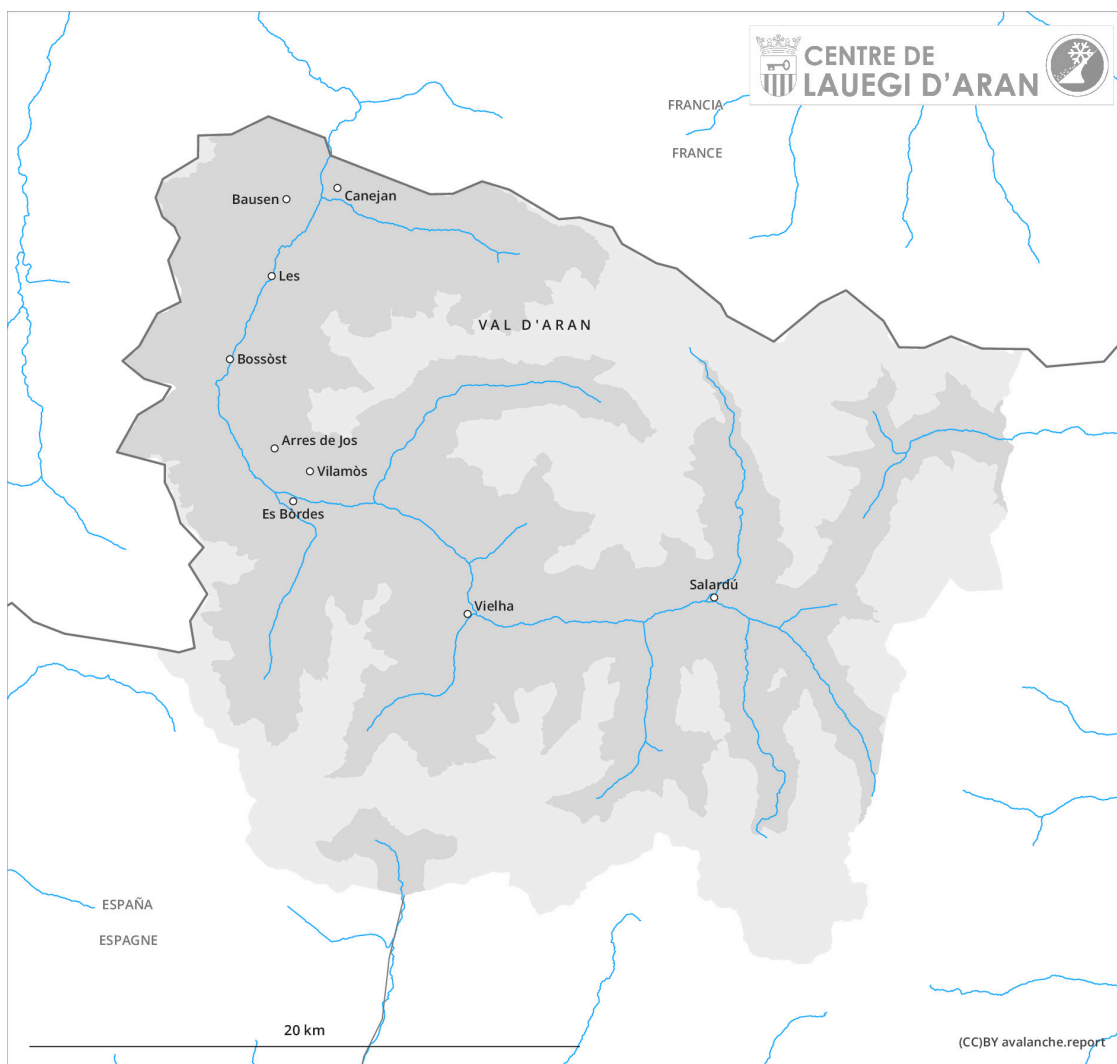 CENTRE DE
LAUEGI D'ARAN
FRANCIA
FRANCE
Bausen
Canejan
Les
VAL D'ARAN
Bossòst
Arres de Jos
Vilamòs
Es Bòrdes
Salardú
Vielha
ESPAÑA
ESPAGNE
20 km
(CC)BY avalanche.report